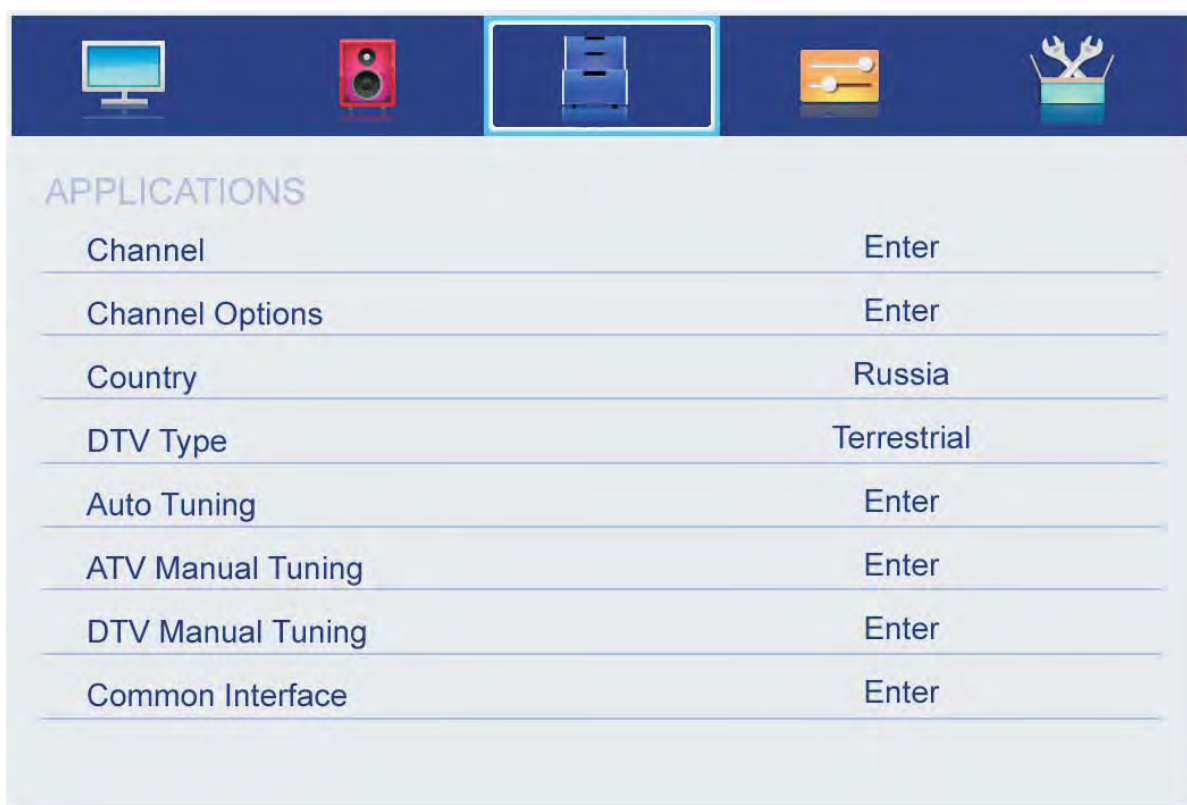 APPLICATIONS
Channel Enter
Channel Options Enter
Country Russia
DTV Type Terrestrial
Auto Tuning Enter
ATV Manual Tuning Enter
DTV Manual Tuning Enter
Common Interface Enter